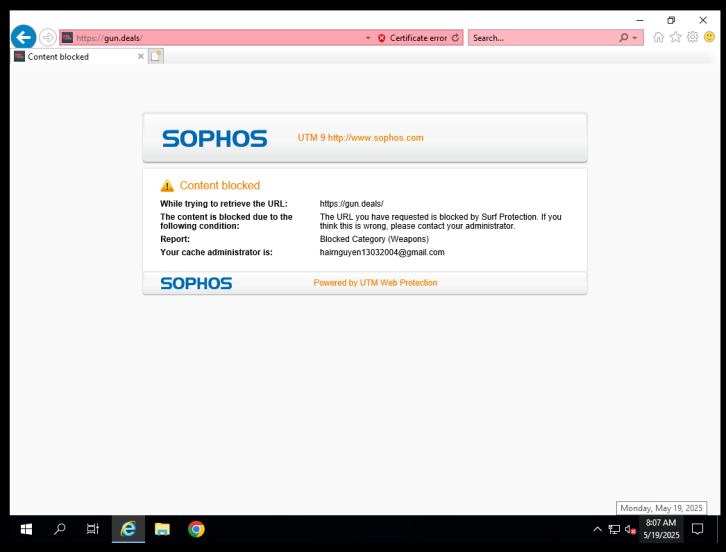 https://gun.deals/
Certificate error
Search...
Content blocked
SOPHOS
UTM 9 http://www.sophos.com
Content blocked
While trying to retrieve the URL: https://gun.deals/
The content is blocked due to the following condition: The URL you have requested is blocked by Surf Protection. If you think this is wrong, please contact your administrator.
Report: Blocked Category (Weapons)
Your cache administrator is: haimguyen13032004@gmail.com
SOPHOS
Powered by UTM Web Protection
Monday, May 19, 2025
8:07 AM
5/19/2025